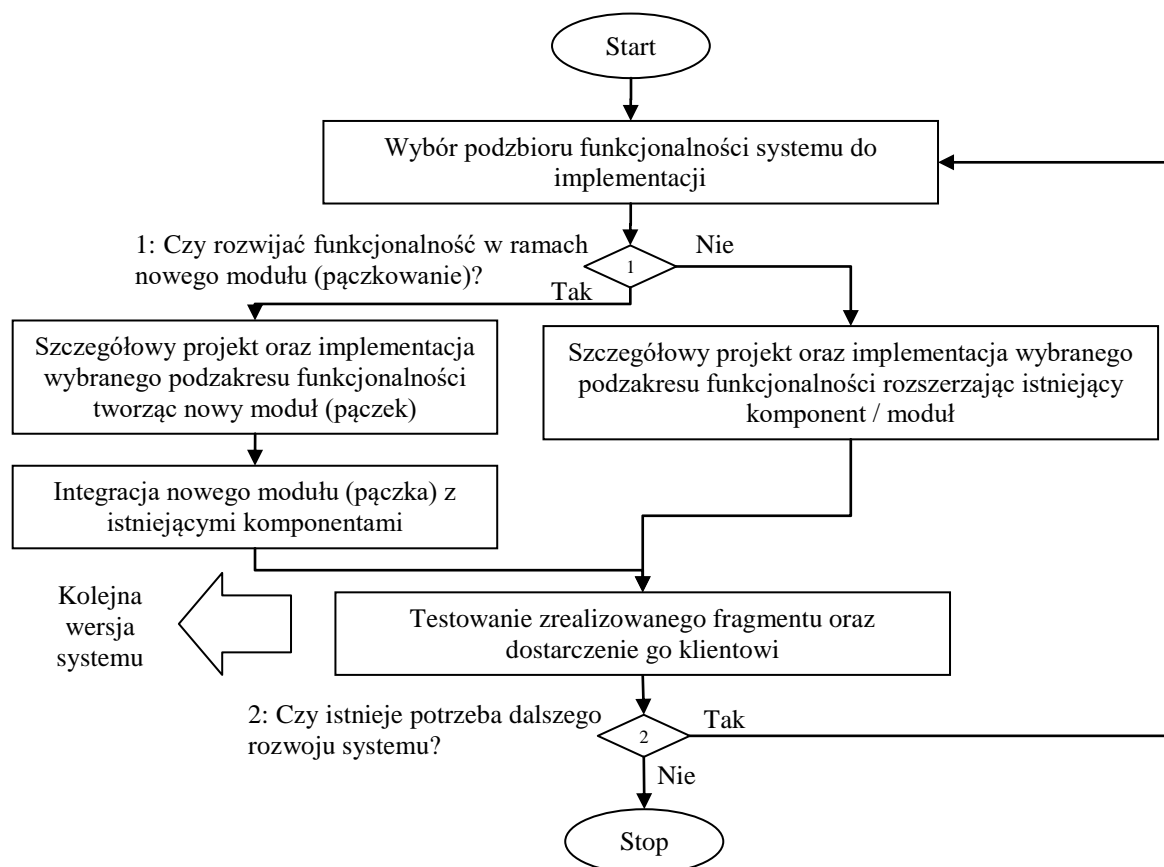 Start
Wybór podzbioru funkcjonalności systemu do
implementacji
1: Czy rozwijać funkcjonalność w ramach
nowego modułu (pączkowanie)?
1
Nie
Tak
Szczegółowy projekt oraz implementacja
wybranego podzakresu funkcjonalności
tworząc nowy moduł (pączek)
Szczegółowy projekt oraz implementacja wybranego
podzakresu funkcjonalności rozszerzając istniejący
komponent / moduł
Integracja nowego modułu (pączka) z
istniejącymi komponentami
Kolejna
wersja
systemu
Testowanie zrealizowanego fragmentu oraz
dostarczenie go klientowi
2: Czy istnieje potrzeba dalszego
rozwoju systemu?
2
Tak
Nie
Stop